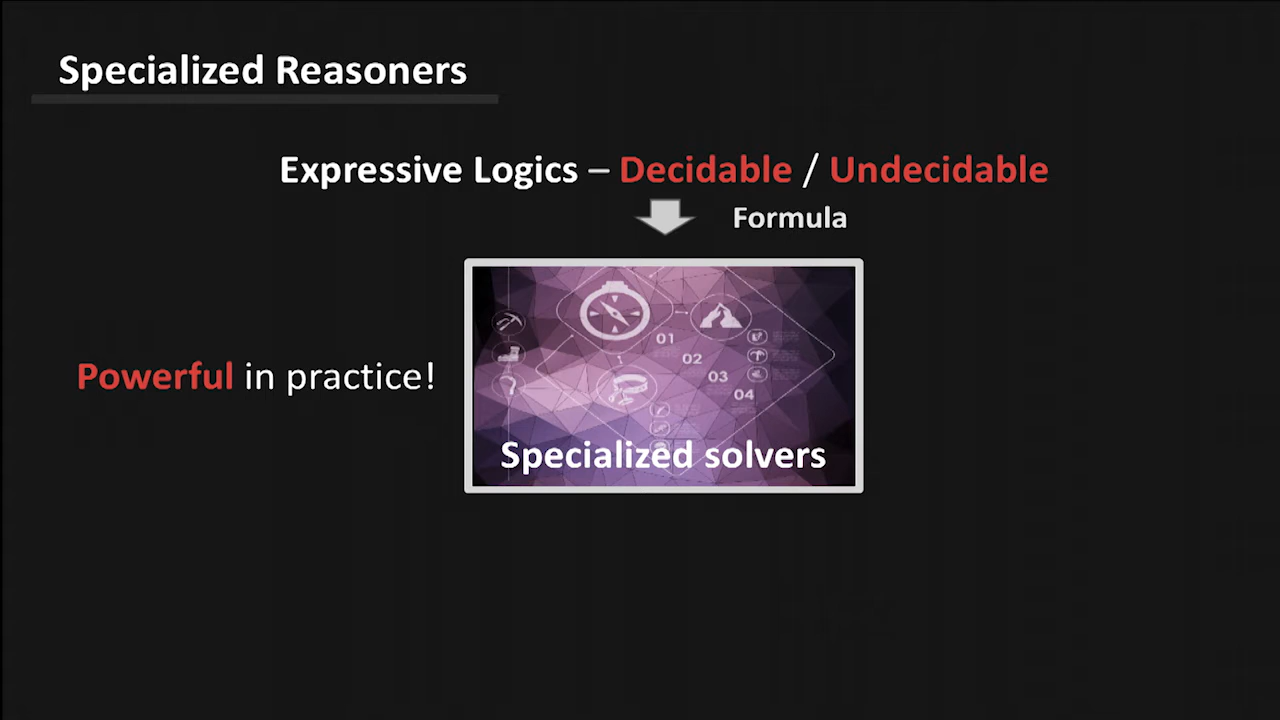 Specialized Reasoners
Expressive Logics – Decidable / Undecidable
Formula
01
02
03
04
Powerful in practice!
Specialized solvers